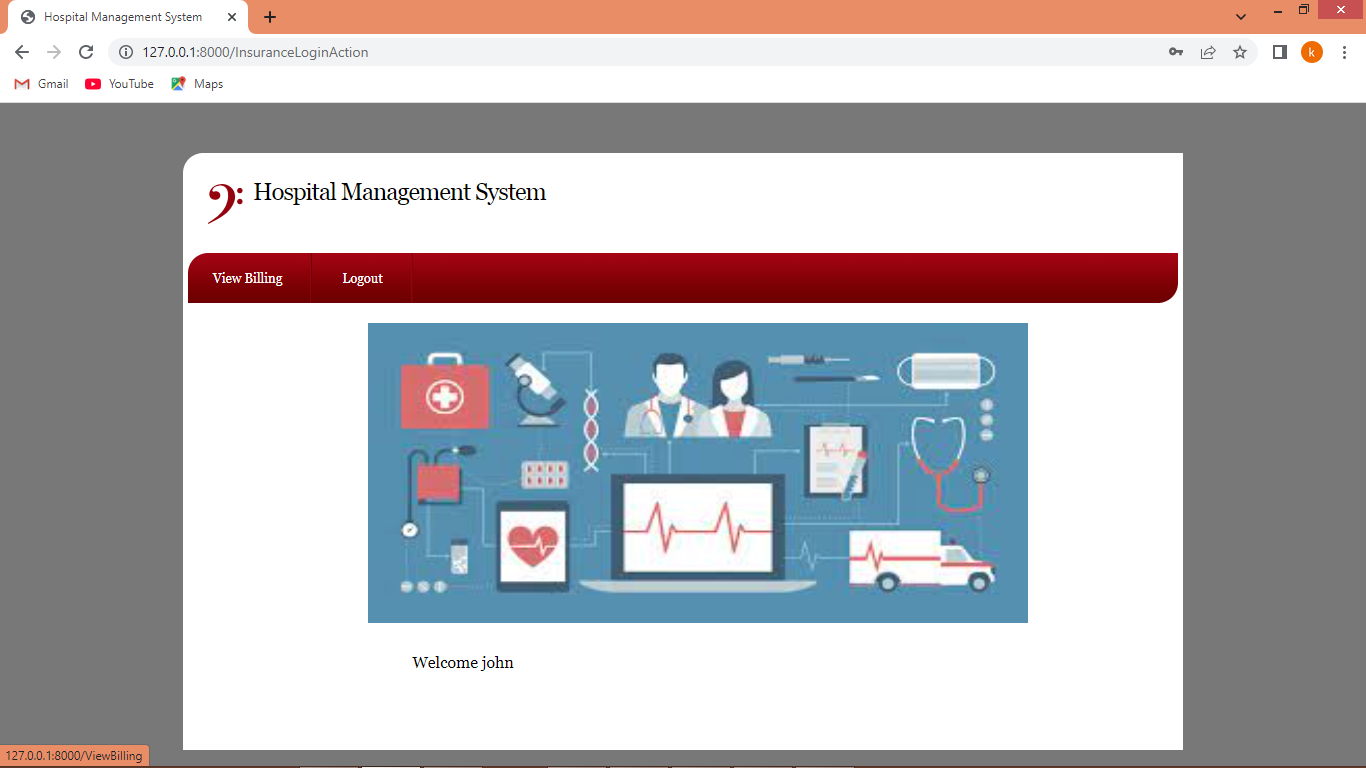 Hospital Management System
127.0.0.1:8000/InsuranceLoginAction
k
Gmail YouTube Maps
Hospital Management System
View Billing Logout
Welcome john
127.0.0.1:8000/ViewBilling